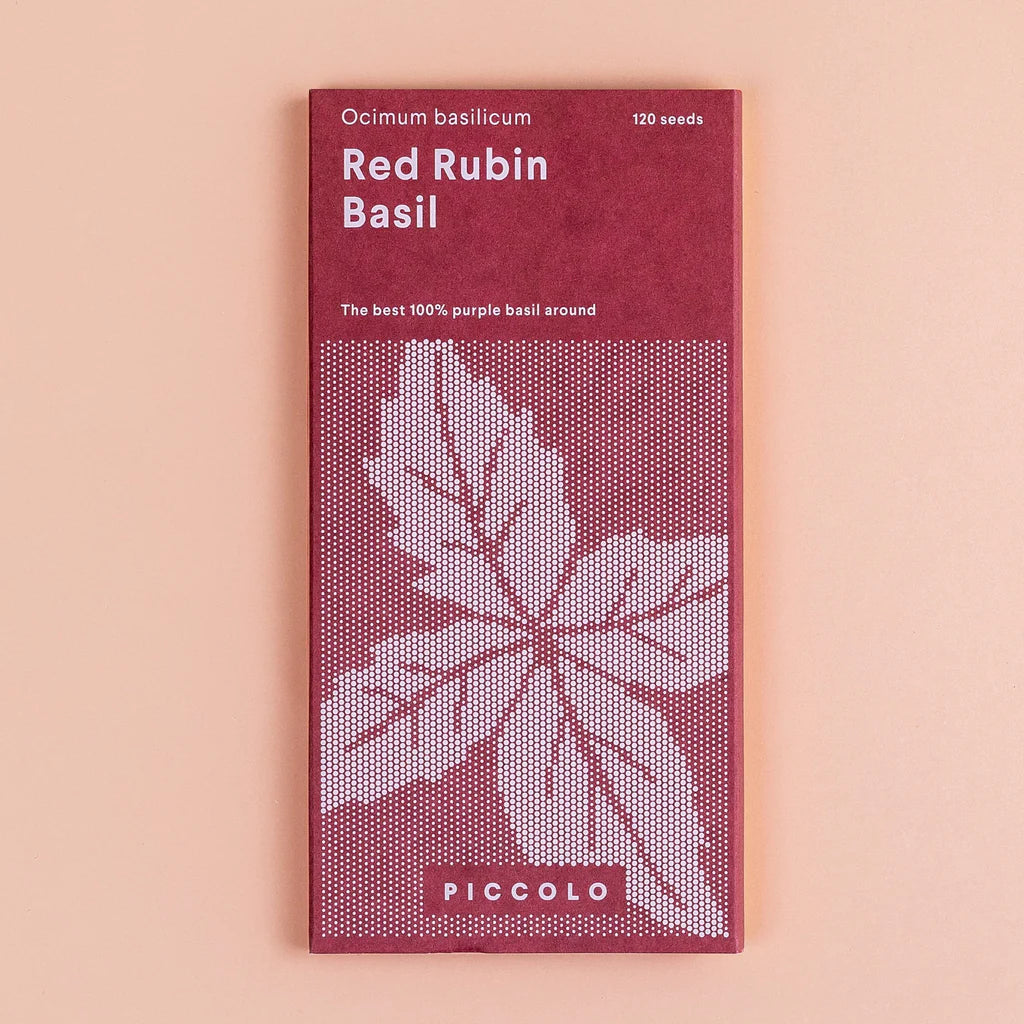 Ocimum basilicum
120 seeds
Red Rubin
Basil
The best 100% purple basil around
PICCOLO